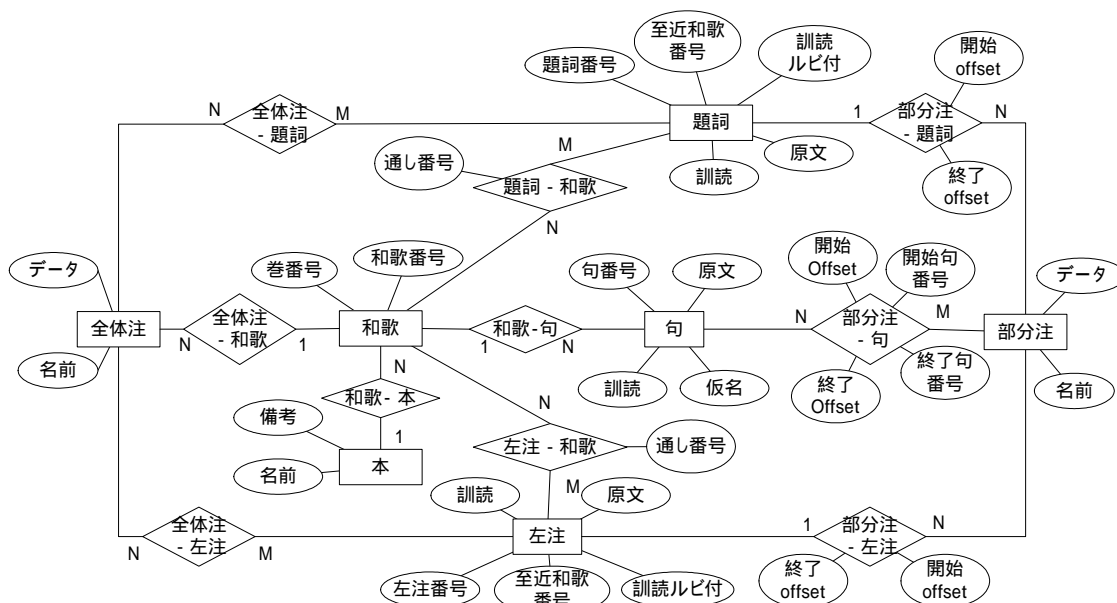 至近和歌
番号
訓読
ルビ付
開始
offset
題詞番号
N
全体注
- 題詞
M
題詞
1
部分注
- 題詞
N
通し番号
M
原文
訓読
終了
offset
題詞 - 和歌
N
データ
巻番号
和歌番号
句番号
原文
開始
Offset
開始句
番号
データ
全体注
N
全体注
- 和歌
1
和歌
1
和歌-句
N
句
N
部分注
- 句
M
部分注
名前
N
訓読
仮名
終了
Offset
終了句
番号
名前
和歌- 本
N
備考
1
左注 - 和歌
通し番号
名前
本
M
訓読
原文
全体注
- 左注
N
M
左注
1
部分注
- 左注
N
左注番号
至近和歌
番号
訓読ルビ付
終了
offset
開始
offset